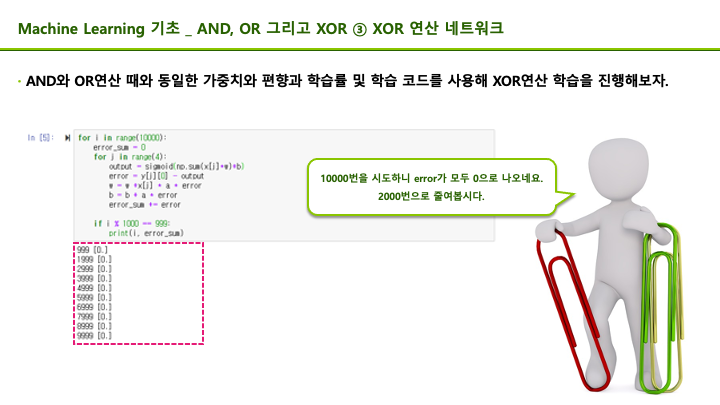 Machine Learning 기초 _ AND, OR 그리고 XOR ③ XOR 연산 네트워크
· AND와 OR연산 때와 동일한 가중치와 편향과 학습률 및 학습 코드를 사용해 XOR연산 학습을 진행해보자.
In [5]:
for i in range(10000):
error_sum = 0
for j in range(4):
output = sigmoid(np.sum(x[j]*w)+b)
error = y[j][0] - output
w = w +x[j] * a * error
b = b + a * error
error_sum += error
if i % 1000 == 999:
print(i, error_sum)
10000번을 시도하니 error가 모두 0으로 나오네요.
2000번으로 줄여봅시다.
999 [0.]
1999 [0.]
2999 [0.]
3999 [0.]
4999 [0.]
5999 [0.]
6999 [0.]
7999 [0.]
8999 [0.]
9999 [0.]